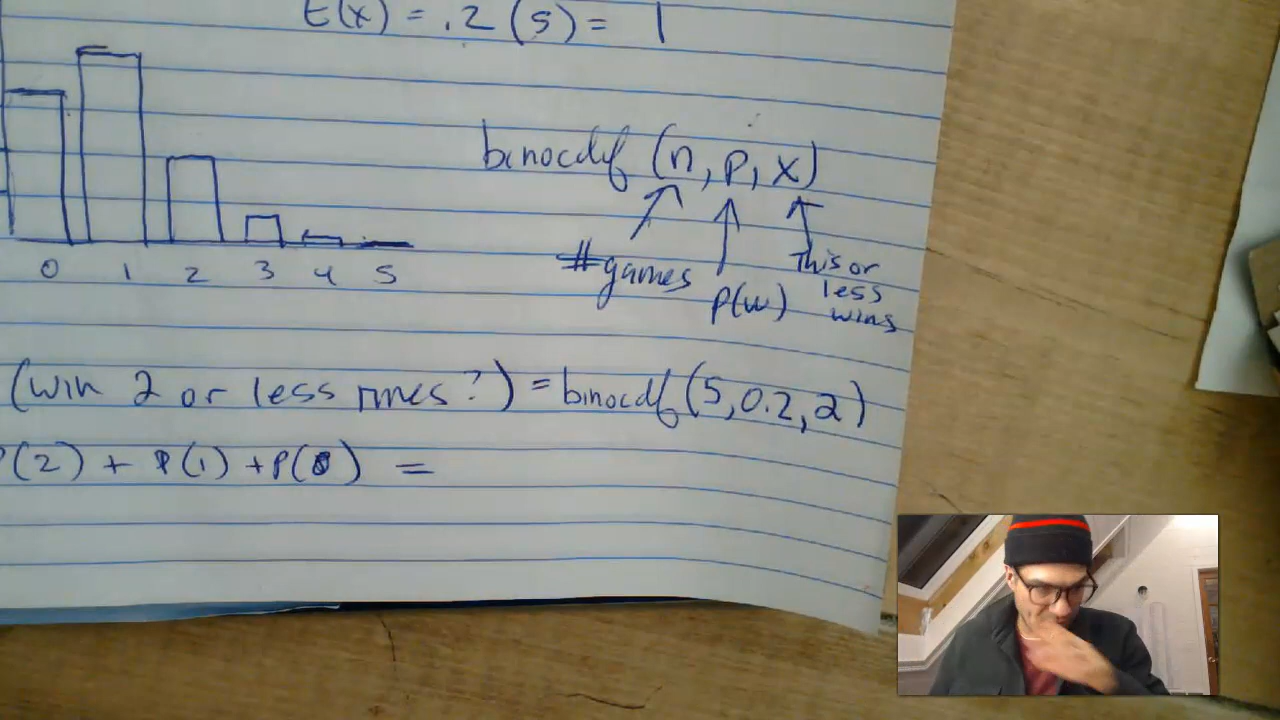 E(x) = .2 (5) = 1
binocdf (n, p, x)
#games
P(w)
This or
less
wins
0 1 2 3 4 5
(win 2 or less times?) = binocdf(5, 0.2, 2)
P(2) + P(1) + P(0) =